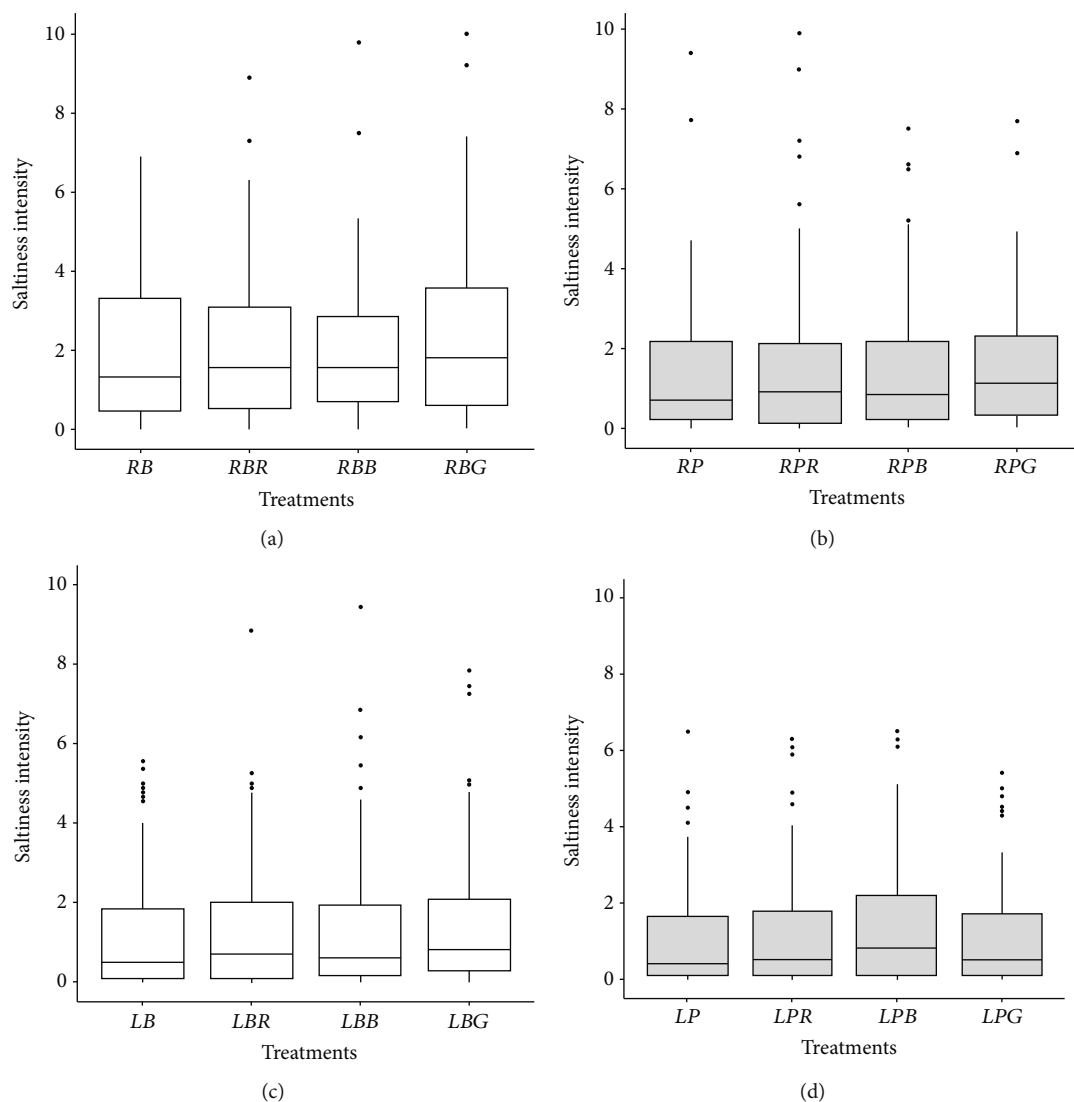 10
8
6
4
2
0
Saltiness intensity
RB RBR RBB RBG
Treatments
(a)
10
8
6
4
2
0
Saltiness intensity
RP RPR RPB RPG
Treatments
(b)
10
8
6
4
2
0
Saltiness intensity
LB LBR LBB LBG
Treatments
(c)
10
8
6
4
2
0
Saltiness intensity
LP LPR LPB LPG
Treatments
(d)